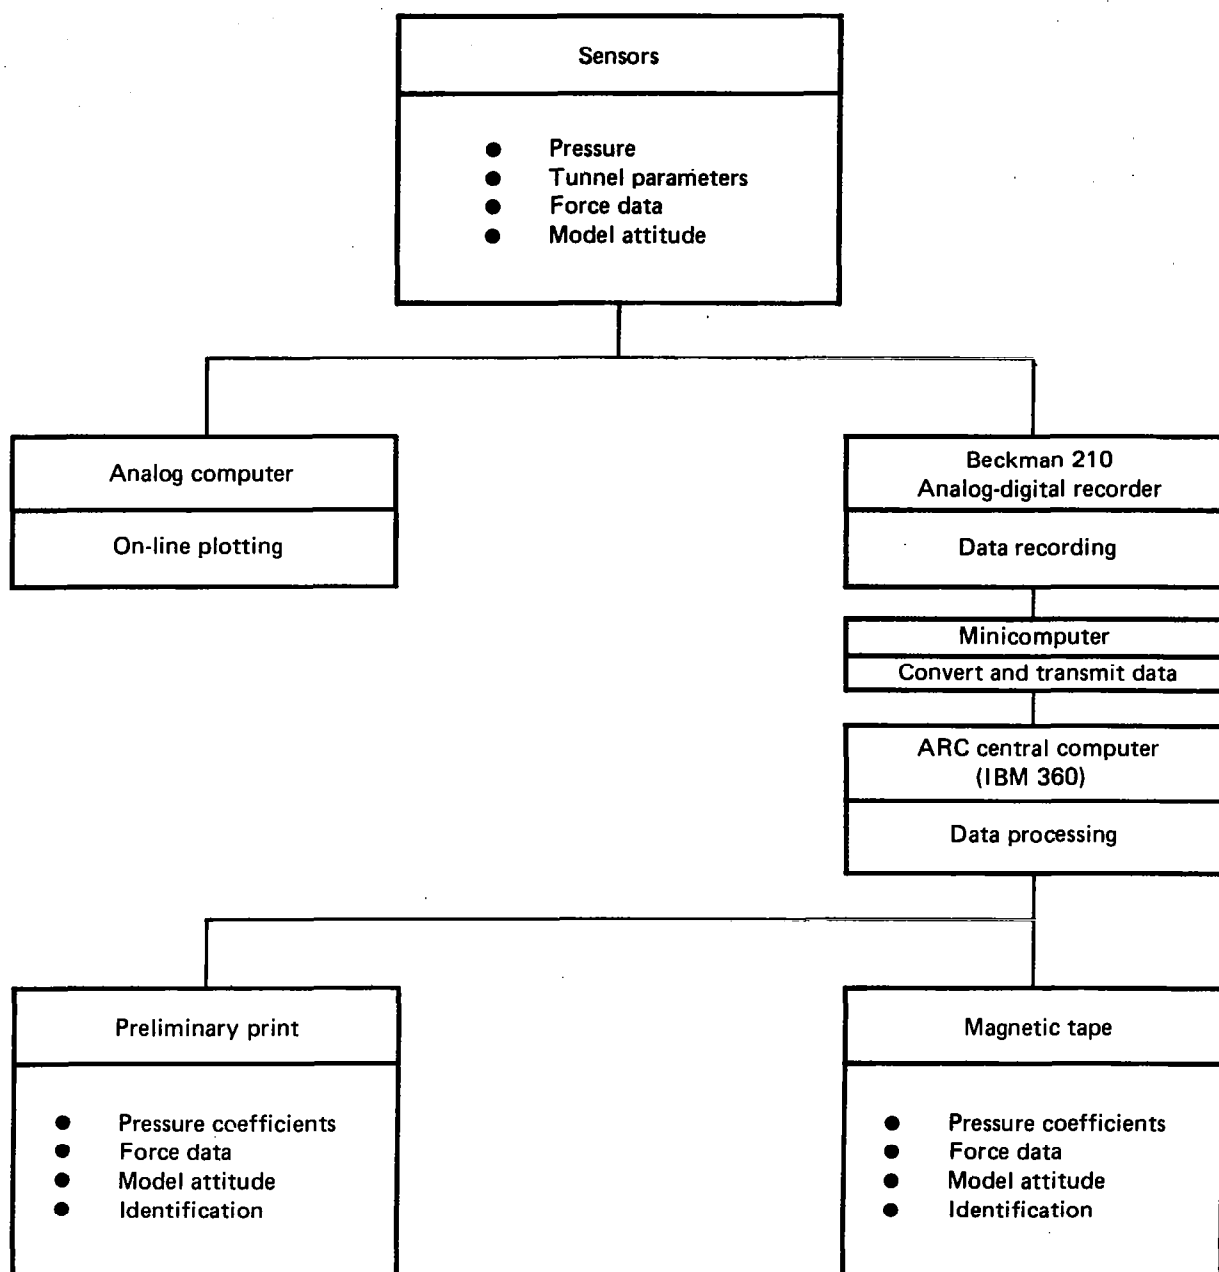 Sensors
● Pressure
● Tunnel parameters
● Force data
● Model attitude
Analog computer
On-line plotting
Beckman 210
Analog-digital recorder
Data recording
Minicomputer
Convert and transmit data
ARC central computer
(IBM 360)
Data processing
Preliminary print
● Pressure coefficients
● Force data
● Model attitude
● Identification
Magnetic tape
● Pressure coefficients
● Force data
● Model attitude
● Identification